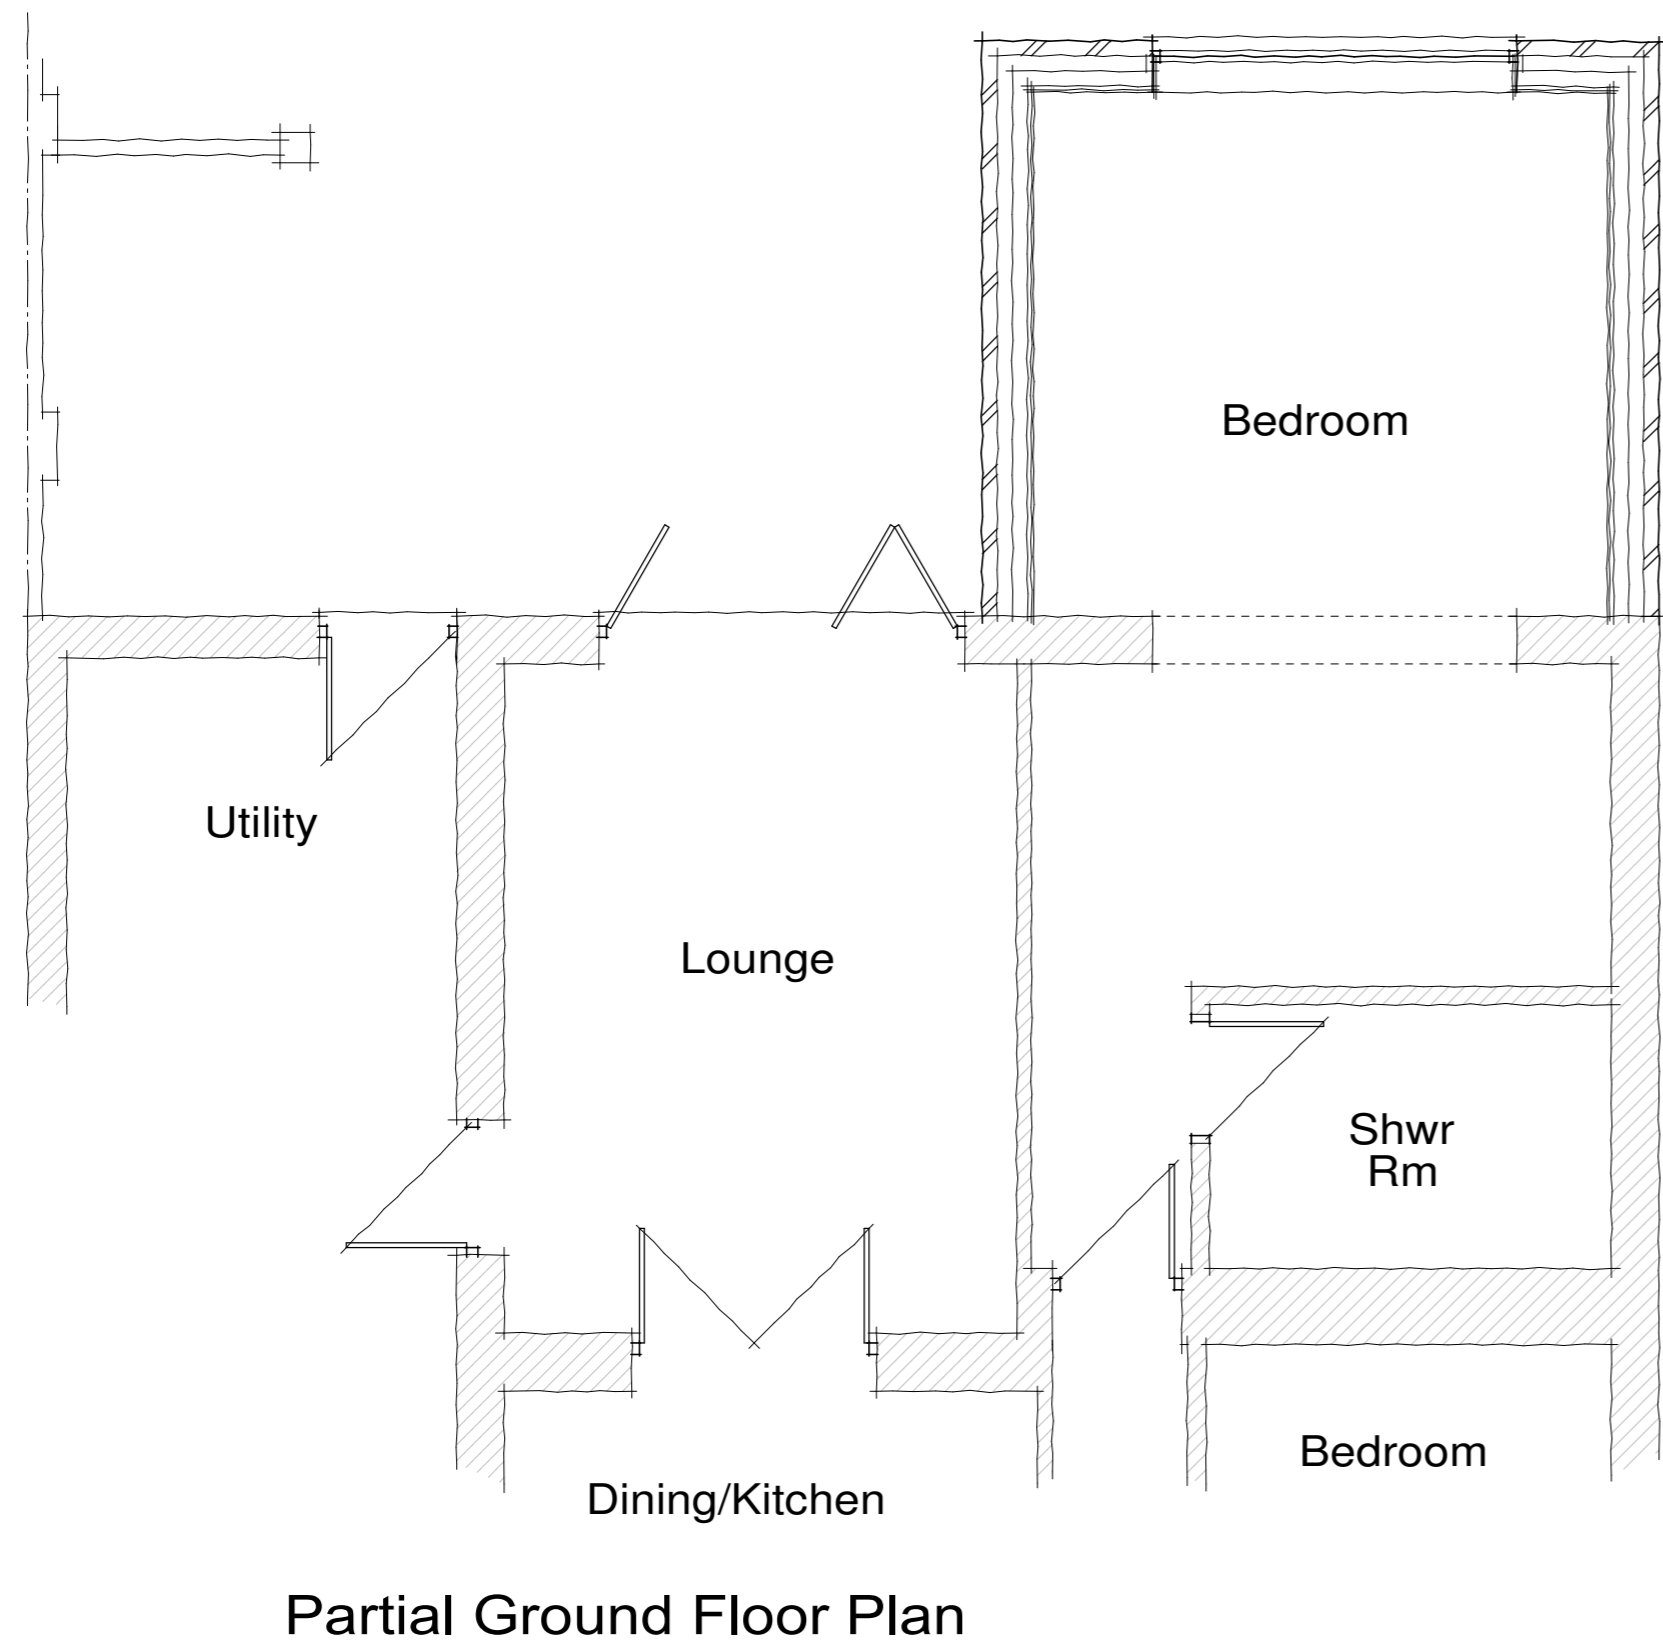 Bedroom
Utility
Lounge
Shwr
Rm
Bedroom
Dining/Kitchen
Partial Ground Floor Plan